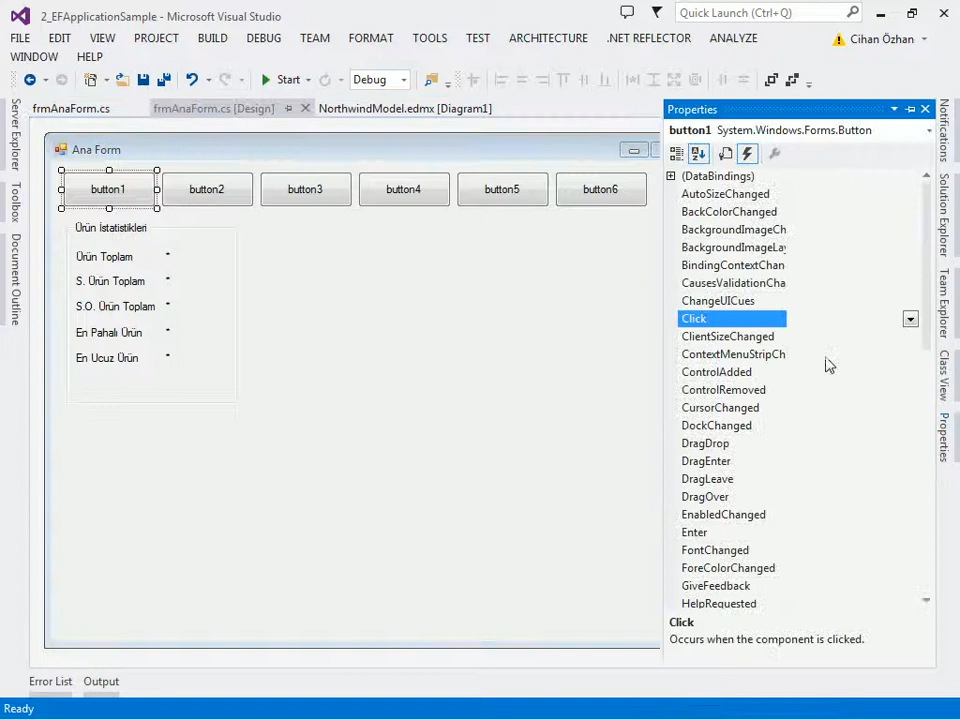 2_EFApplicationSample - Microsoft Visual Studio
Quick Launch (Ctrl+Q)
FILE EDIT VIEW PROJECT BUILD DEBUG TEAM FORMAT TOOLS TEST ARCHITECTURE .NET REFLECTOR ANALYZE
Cihan Özhan
WINDOW HELP
Start
Debug
frmAnaForm.cs
frmAnaForm.cs [Design]
NorthwindModel.edmx [Diagram1]
Server Explorer
Toolbox
Document Outline
Ana Form
button1
button2
button3
button4
button5
button6
Ürün İstatistikleri
Ürün Toplam -
S. Ürün Toplam -
S.O. Ürün Toplam -
En Pahalı Ürün -
En Ucuz Ürün -
Properties
button1 System.Windows.Forms.Button
(DataBindings)
AutoSizeChanged
BackColorChanged
BackgroundImageCh
BackgroundImageLay
BindingContextChan
CausesValidationCha
ChangeUICues
Click
ClientSizeChanged
ContextMenuStripCh
ControlAdded
ControlRemoved
CursorChanged
DockChanged
DragDrop
DragEnter
DragLeave
DragOver
EnabledChanged
Enter
FontChanged
ForeColorChanged
GiveFeedback
HelpRequested
Click
Occurs when the component is clicked.
Notifications
Solution Explorer
Team Explorer
Class View
Properties
Error List
Output
Ready